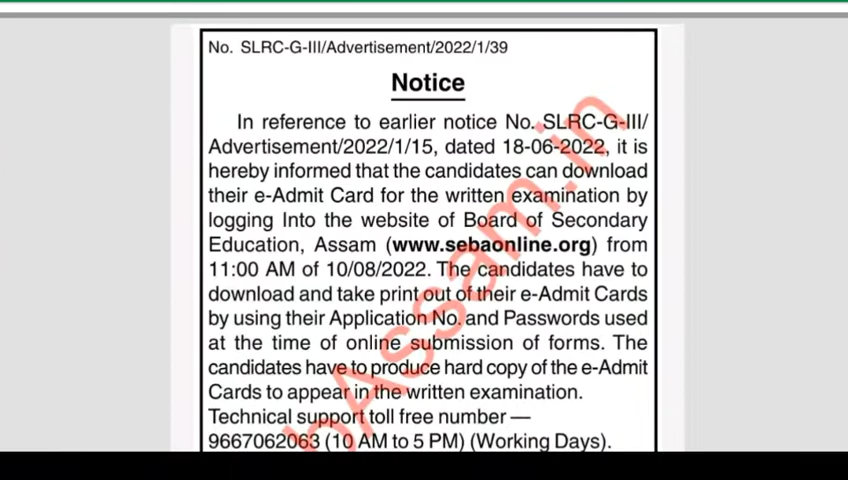 No. SLRC-G-III/Advertisement/2022/1/39
Notice
In reference to earlier notice No. SLRC-G-III/
Advertisement/2022/1/15, dated 18-06-2022, it is
hereby informed that the candidates can download
their e-Admit Card for the written examination by
logging Into the website of Board of Secondary
Education, Assam (www.sebaonline.org) from
11:00 AM of 10/08/2022. The candidates have to
download and take print out of their e-Admit Cards
by using their Application No. and Passwords used
at the time of online submission of forms. The
candidates have to produce hard copy of the e-Admit
Cards to appear in the written examination.
Technical support toll free number —
9667062063 (10 AM to 5 PM) (Working Days).
bAssam.in